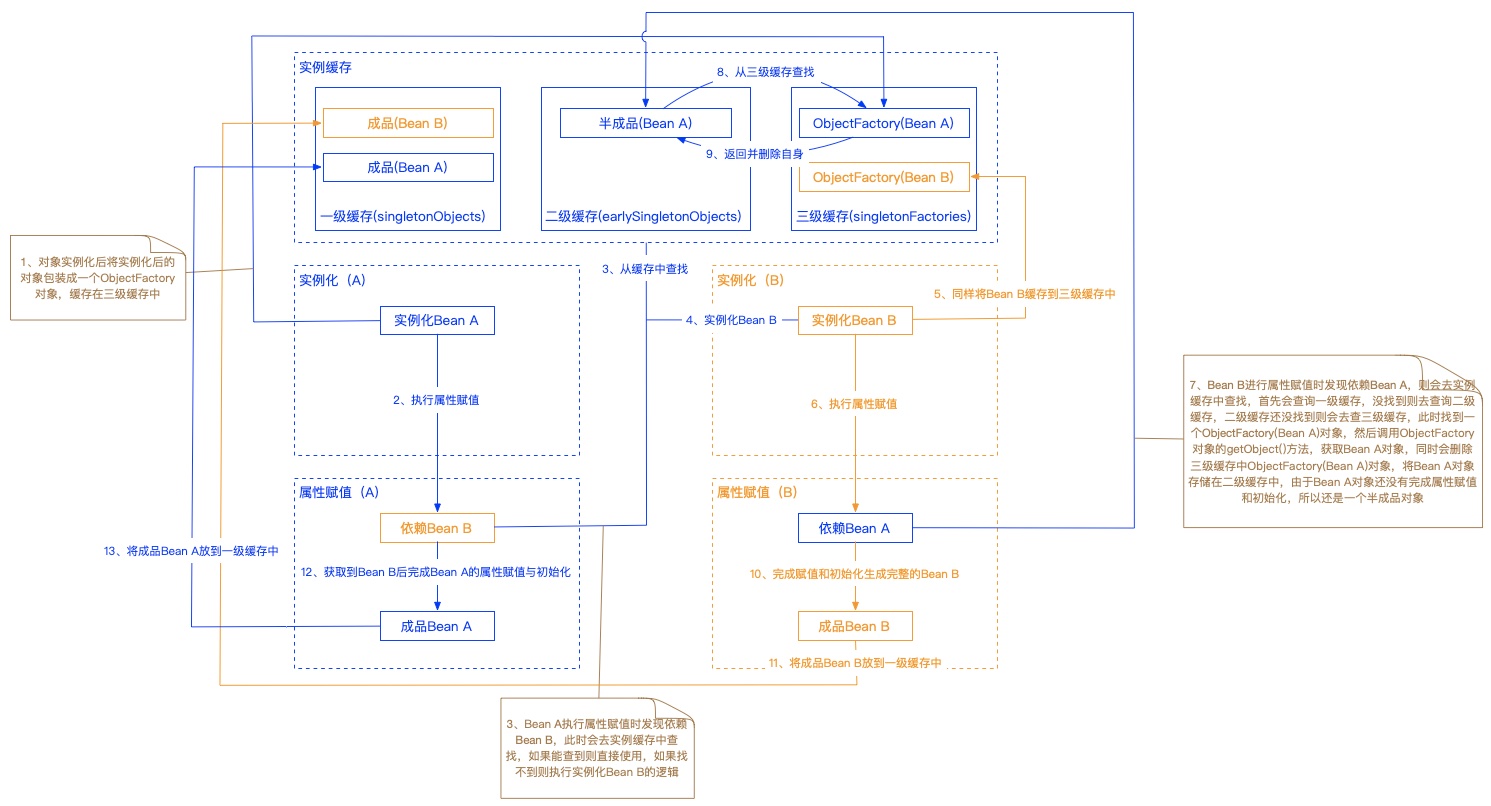 实例缓存
8、从三级缓存查找
成品(Bean B)
半成品(Bean A)
ObjectFactory(Bean A)
9、返回并删除自身
成品(Bean A)
ObjectFactory(Bean B)
一级缓存(singletonObjects)
二级缓存(earlySingletonObjects)
三级缓存(singletonFactories)
1、对象实例化后将实例化后的
对象包装成一个ObjectFactory
对象，缓存在三级缓存中
3、从缓存中查找
实例化（A）
实例化（B）
5、同样将Bean B缓存到三级缓存中
实例化Bean A
4、实例化Bean B
实例化Bean B
2、执行属性赋值
6、执行属性赋值
7、Bean B进行属性赋值时发现依赖Bean A，则会去实例
缓存中查找，首先会查询一级缓存，没找到则去查询二级
缓存，二级缓存还没找到则会去查三级缓存，此时找到一
个ObjectFactory(Bean A)对象，然后调用ObjectFactory
对象的getObject()方法，获取Bean A对象，同时会删除
三级缓存中ObjectFactory(Bean A)对象，将Bean A对象
存储在二级缓存中，由于Bean A对象还没有完成属性赋值
和初始化，所以还是一个半成品对象
属性赋值（A）
属性赋值（B）
依赖Bean B
依赖Bean A
13、将成品Bean A放到一级缓存中
12、获取到Bean B后完成Bean A的属性赋值与初始化
10、完成赋值和初始化生成完整的Bean B
成品Bean A
成品Bean B
11、将成品Bean B放到一级缓存中
3、Bean A执行属性赋值时发现依赖
Bean B，此时会去实例缓存中查
找，如果能查到则直接使用，如果找
不到则执行实例化Bean B的逻辑